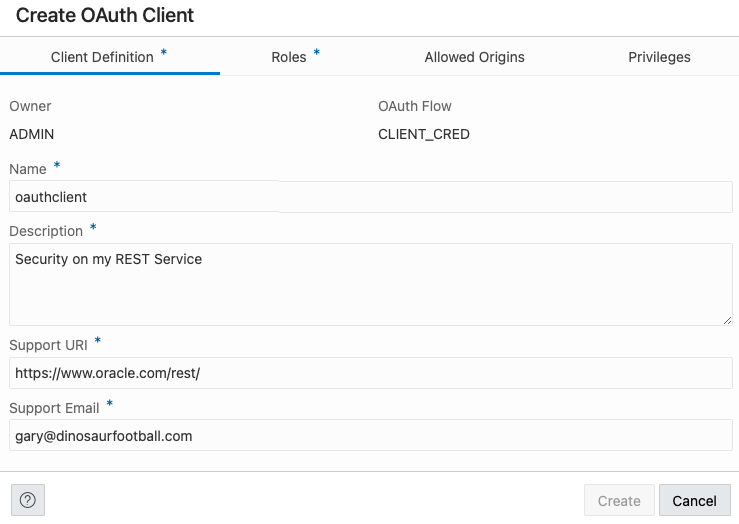 Create OAuth Client
Client Definition * Roles * Allowed Origins Privileges
Owner OAuth Flow
ADMIN CLIENT_CRED
Name *
oauthclient
Description *
Security on my REST Service
Support URI *
https://www.oracle.com/rest/
Support Email *
gary@dinosaurfootball.com
? Create Cancel